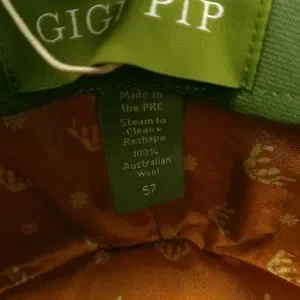 GIGI PIP
Made in
the PRC
Steam to
Clean +
Reshape
100%
Australian
Wool
57